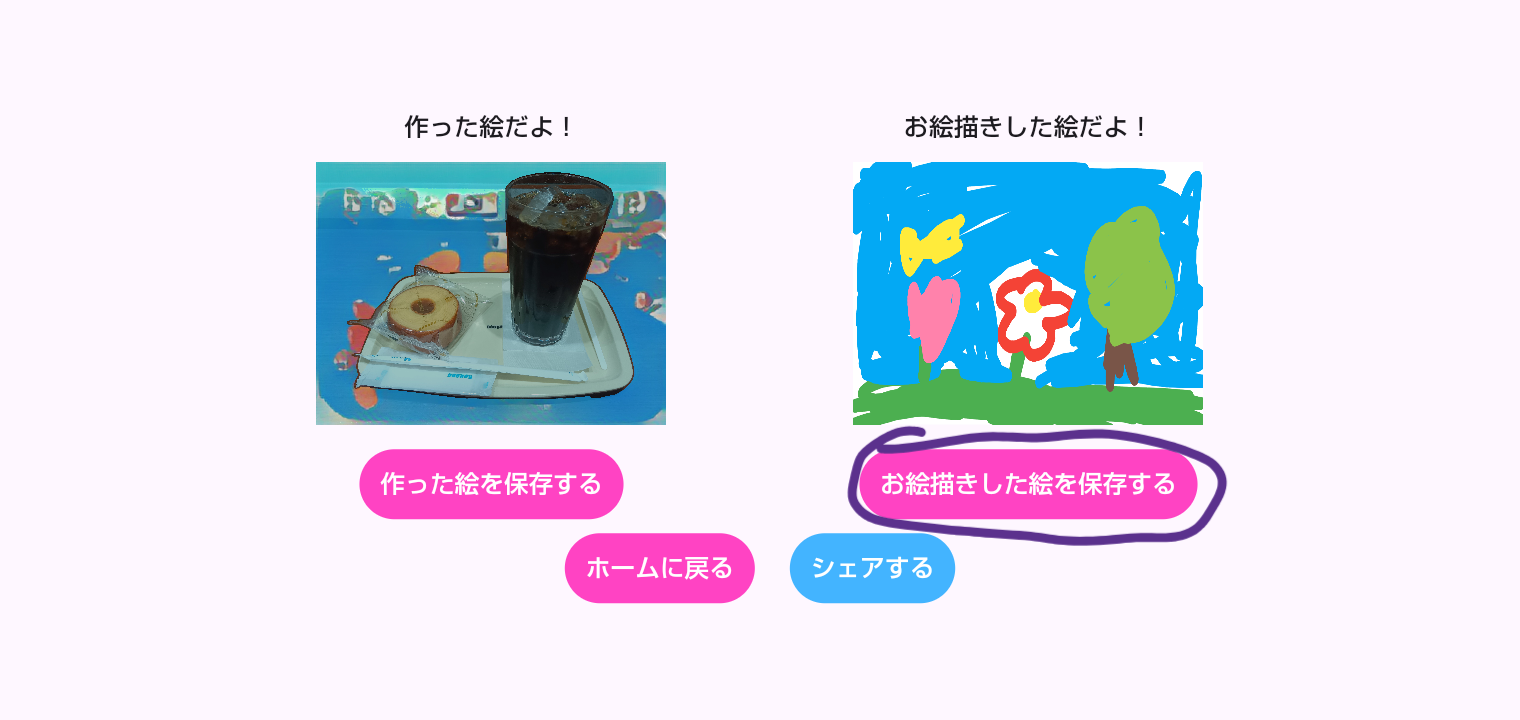 作った絵だよ！
お絵描きした絵だよ！
作った絵を保存する
お絵描きした絵を保存する
ホームに戻る
シェアする